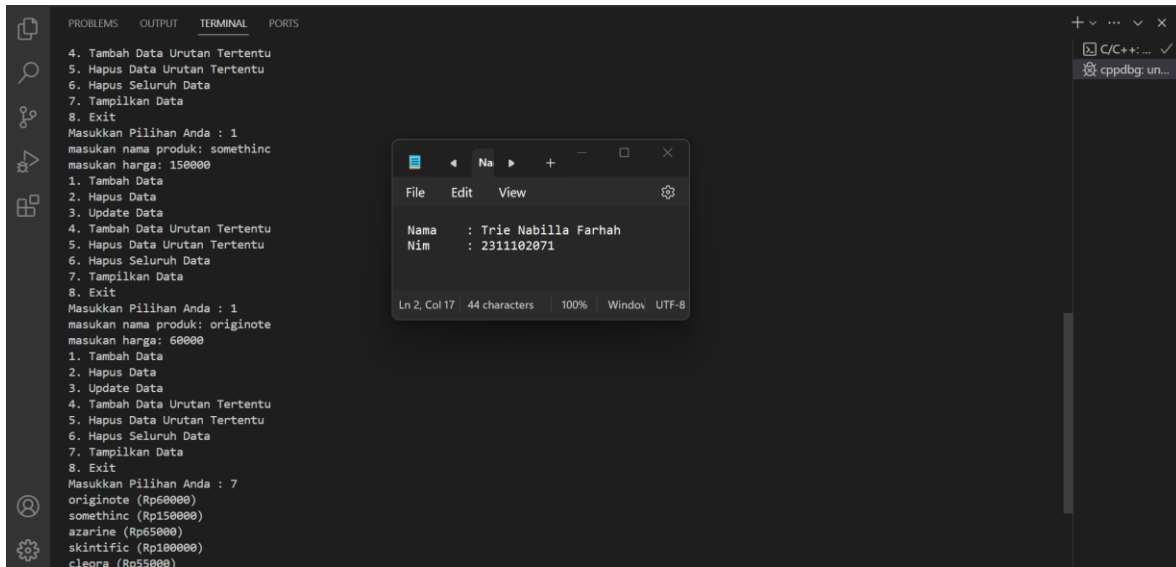 PROBLEMS OUTPUT TERMINAL PORTS
4. Tambah Data Urutan Tertentu
5. Hapus Data Urutan Tertentu
6. Hapus Seluruh Data
7. Tampilkan Data
8. Exit
Masukkan Pilihan Anda : 1
masukan nama produk: somethinc
masukan harga: 150000
1. Tambah Data
2. Hapus Data
3. Update Data
4. Tambah Data Urutan Tertentu
5. Hapus Data Urutan Tertentu
6. Hapus Seluruh Data
7. Tampilkan Data
8. Exit
Masukkan Pilihan Anda : 1
masukan nama produk: originote
masukan harga: 60000
1. Tambah Data
2. Hapus Data
3. Update Data
4. Tambah Data Urutan Tertentu
5. Hapus Data Urutan Tertentu
6. Hapus Seluruh Data
7. Tampilkan Data
8. Exit
Masukkan Pilihan Anda : 7
originote (Rp60000)
somethinc (Rp150000)
azarine (Rp65000)
skintific (Rp100000)
cleora (Rp55000)
Na
File Edit View
Nama : Trie Nabilla Farhah
Nim : 2311102071
Ln 2, Col 17 44 characters 100% Window UTF-8
C/C++: ...
cppdbg: un...